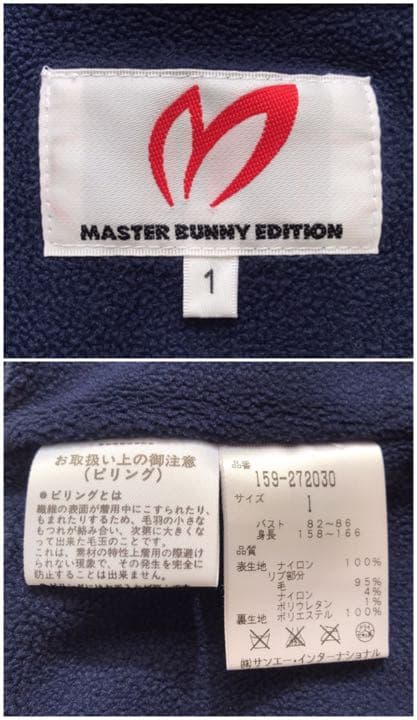 MASTER BUNNY EDITION
1
お取扱い上の御注意
(ピリング)
●ピリングとは
繊維の表面が着用中にこすられたり、
もまれたりするため、毛羽の小さな
もつれが絡み合い、次第に大きくな
って出来た毛玉のことです。
これは、素材の特性上着用の際避け
られない現象で、その発生を完全に
防止することは出来ません。
品番
159-272030
サイズ
1
バスト 82~86
身長 158~166
品質
表生地 ナイロン 100%
リブ部分
毛 95%
ナイロン 4%
ポリウレタン 1%
裏生地 ポリエステル 100%
㈱サンエー・インターナショナル